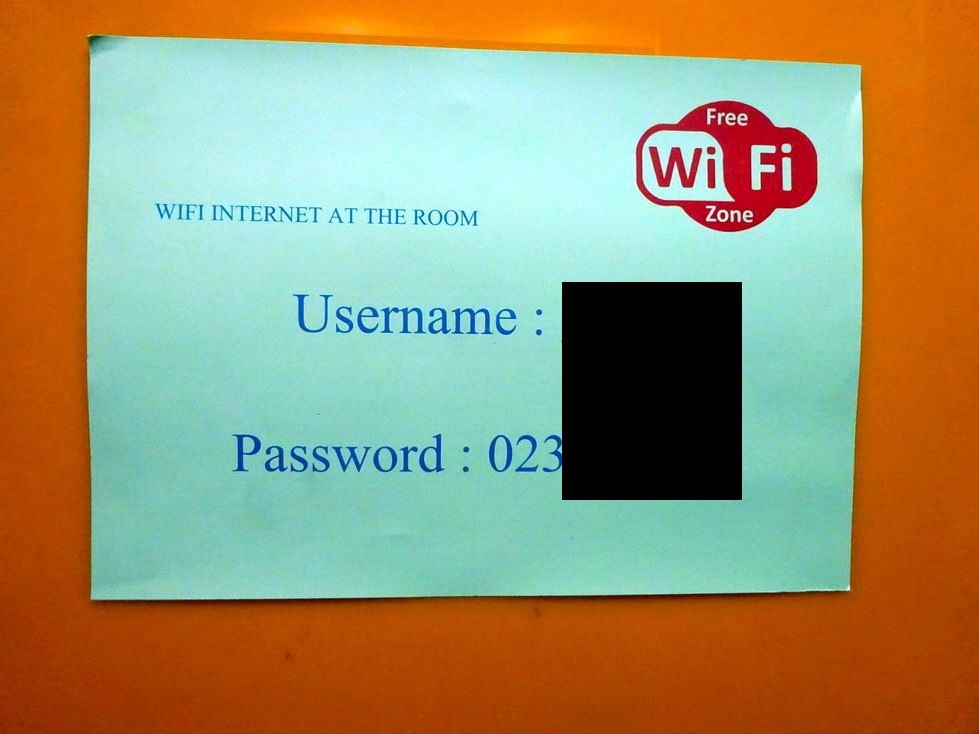 Free
Wi Fi
Zone
WIFI INTERNET AT THE ROOM
Username :
Password : 023